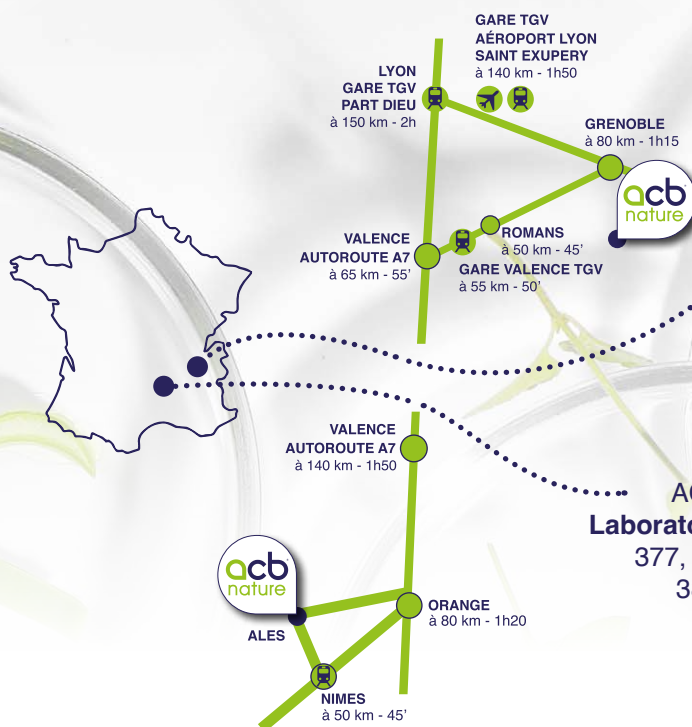 GARE TGV
AÉROPORT LYON
SAINT EXUPERY
à 140 km - 1h50
LYON
GARE TGV
PART DIEU
à 150 km - 2h
GRENOBLE
à 80 km - 1h15
acb
nature
VALENCE
AUTOROUTE A7
à 65 km - 55’
ROMANS
à 50 km - 45’
GARE VALENCE TGV
à 55 km - 50’
VALENCE
AUTOROUTE A7
à 140 km - 1h50
377,
acb
nature
ORANGE
à 80 km - 1h20
ALES
NIMES
à 50 km - 45’